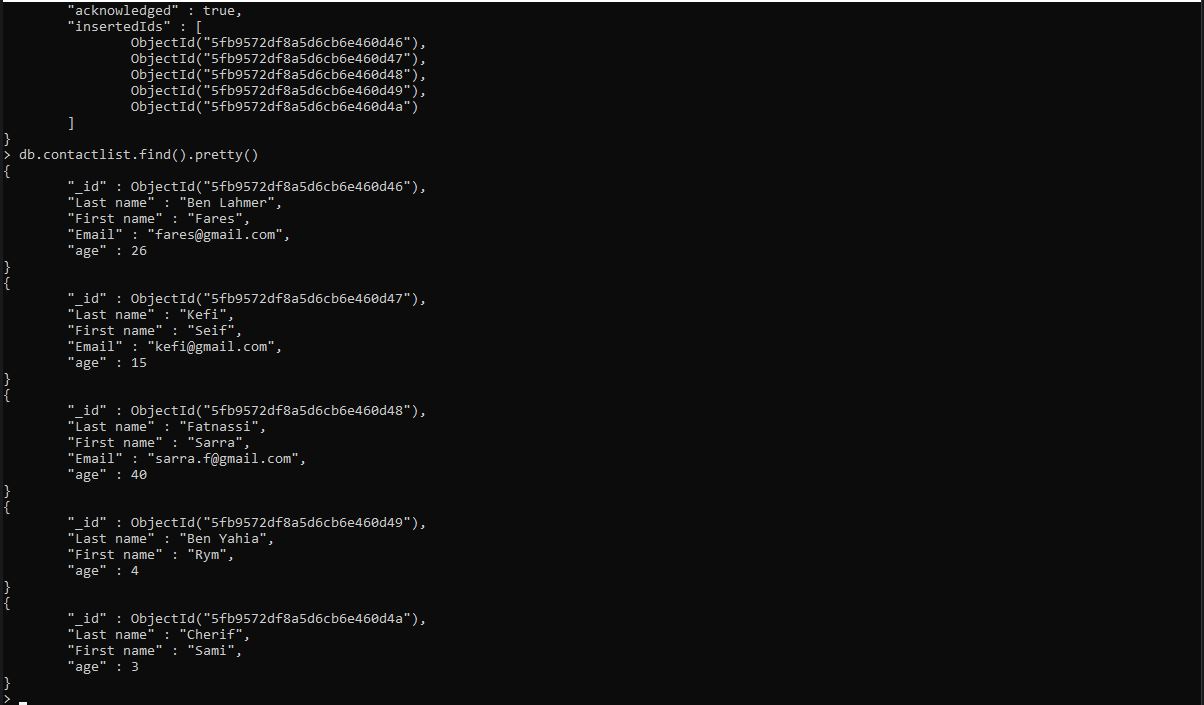 "acknowledged" : true,
"insertedIds" : [
ObjectId("5fb9572df8a5d6cb6e460d46"),
ObjectId("5fb9572df8a5d6cb6e460d47"),
ObjectId("5fb9572df8a5d6cb6e460d48"),
ObjectId("5fb9572df8a5d6cb6e460d49"),
ObjectId("5fb9572df8a5d6cb6e460d4a")
]
}
> db.contactlist.find().pretty()
{
"_id" : ObjectId("5fb9572df8a5d6cb6e460d46"),
"Last name" : "Ben Lahmer",
"First name" : "Fares",
"Email" : "fares@gmail.com",
"age" : 26
}
{
"_id" : ObjectId("5fb9572df8a5d6cb6e460d47"),
"Last name" : "Kefi",
"First name" : "Seif",
"Email" : "kefi@gmail.com",
"age" : 15
}
{
"_id" : ObjectId("5fb9572df8a5d6cb6e460d48"),
"Last name" : "Fatnassi",
"First name" : "Sarra",
"Email" : "sarra.f@gmail.com",
"age" : 40
}
{
"_id" : ObjectId("5fb9572df8a5d6cb6e460d49"),
"Last name" : "Ben Yahia",
"First name" : "Rym",
"age" : 4
}
{
"_id" : ObjectId("5fb9572df8a5d6cb6e460d4a"),
"Last name" : "Cherif",
"First name" : "Sami",
"age" : 3
}
>